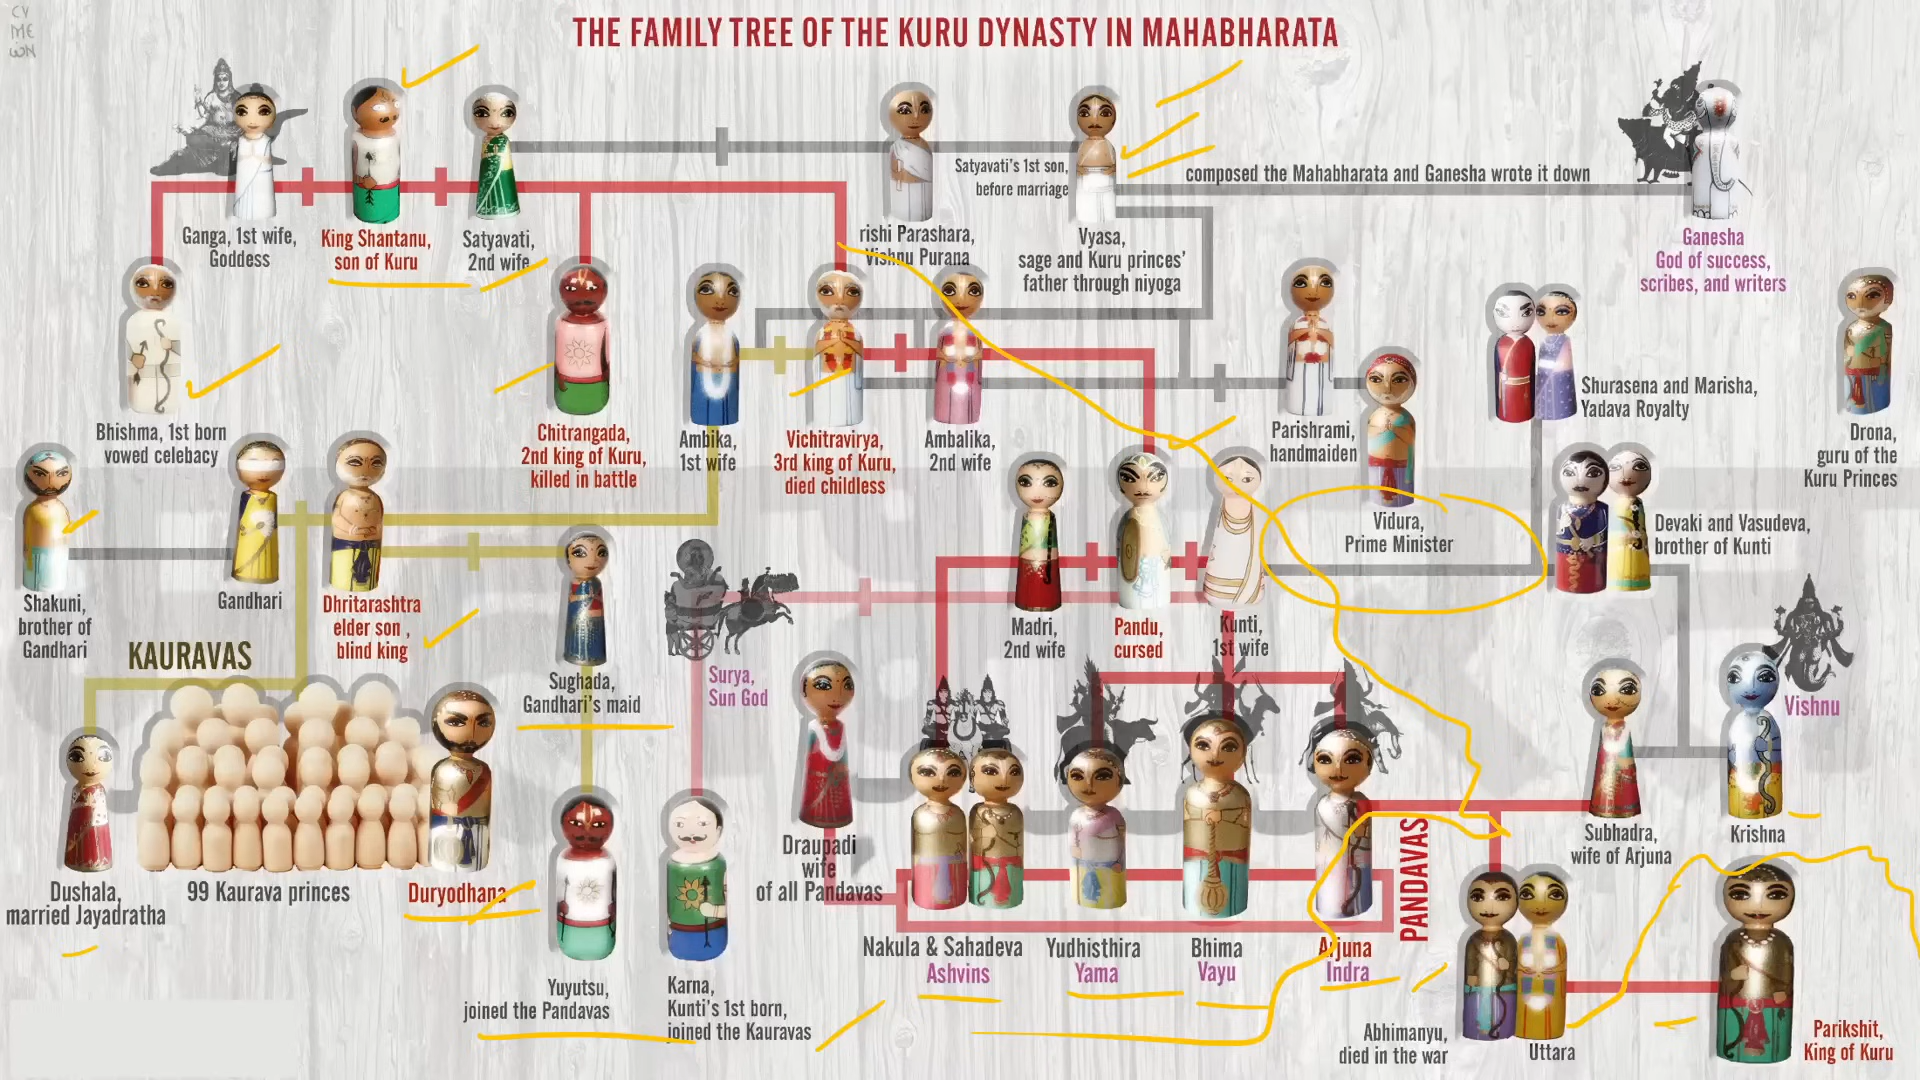 CY
ME
ώN
THE FAMILY TREE OF THE KURU DYNASTY IN MAHABHARATA
Ganga, 1st wife,
Goddess
King Shantanu,
son of Kuru
Satyavati,
2nd wife
rishi Parashara,
Vishnu Purana
Satyavati's 1st son,
before marriage
Vyasa,
sage and Kuru princes'
father through niyoga
composed the Mahabharata and Ganesha wrote it down
Ganesha
God of success,
scribes, and writers
Bhishma, 1st born
vowed celebacy
Chitrangada,
2nd king of Kuru,
killed in battle
Ambika,
1st wife
Vichitravirya,
3rd king of Kuru,
died childless
Ambalika,
2nd wife
Parishrami,
handmaiden
Vidura,
Prime Minister
Shurasena and Marisha,
Yadava Royalty
Drona,
guru of the
Kuru Princes
Devaki and Vasudeva,
brother of Kunti
Shakuni,
brother of
Gandhari
Gandhari
Dhritarashtra
elder son ,
blind king
Sughada,
Gandhari's maid
Surya,
Sun God
Madri,
2nd wife
Pandu,
cursed
Kunti,
1st wife
KAURAVAS
Vishnu
Dushala,
married Jayadratha
99 Kaurava princes
Duryodhana
Yuyutsu,
joined the Pandavas
Karna,
Kunti's 1st born,
joined the Kauravas
Draupadi
wife
of all Pandavas
Nakula & Sahadeva
Ashvins
Yudhisthira
Yama
Bhima
Vayu
Arjuna
Indra
PANDAVAS
Subhadra,
wife of Arjuna
Krishna
Abhimanyu,
died in the war
Uttara
Parikshit,
King of Kuru